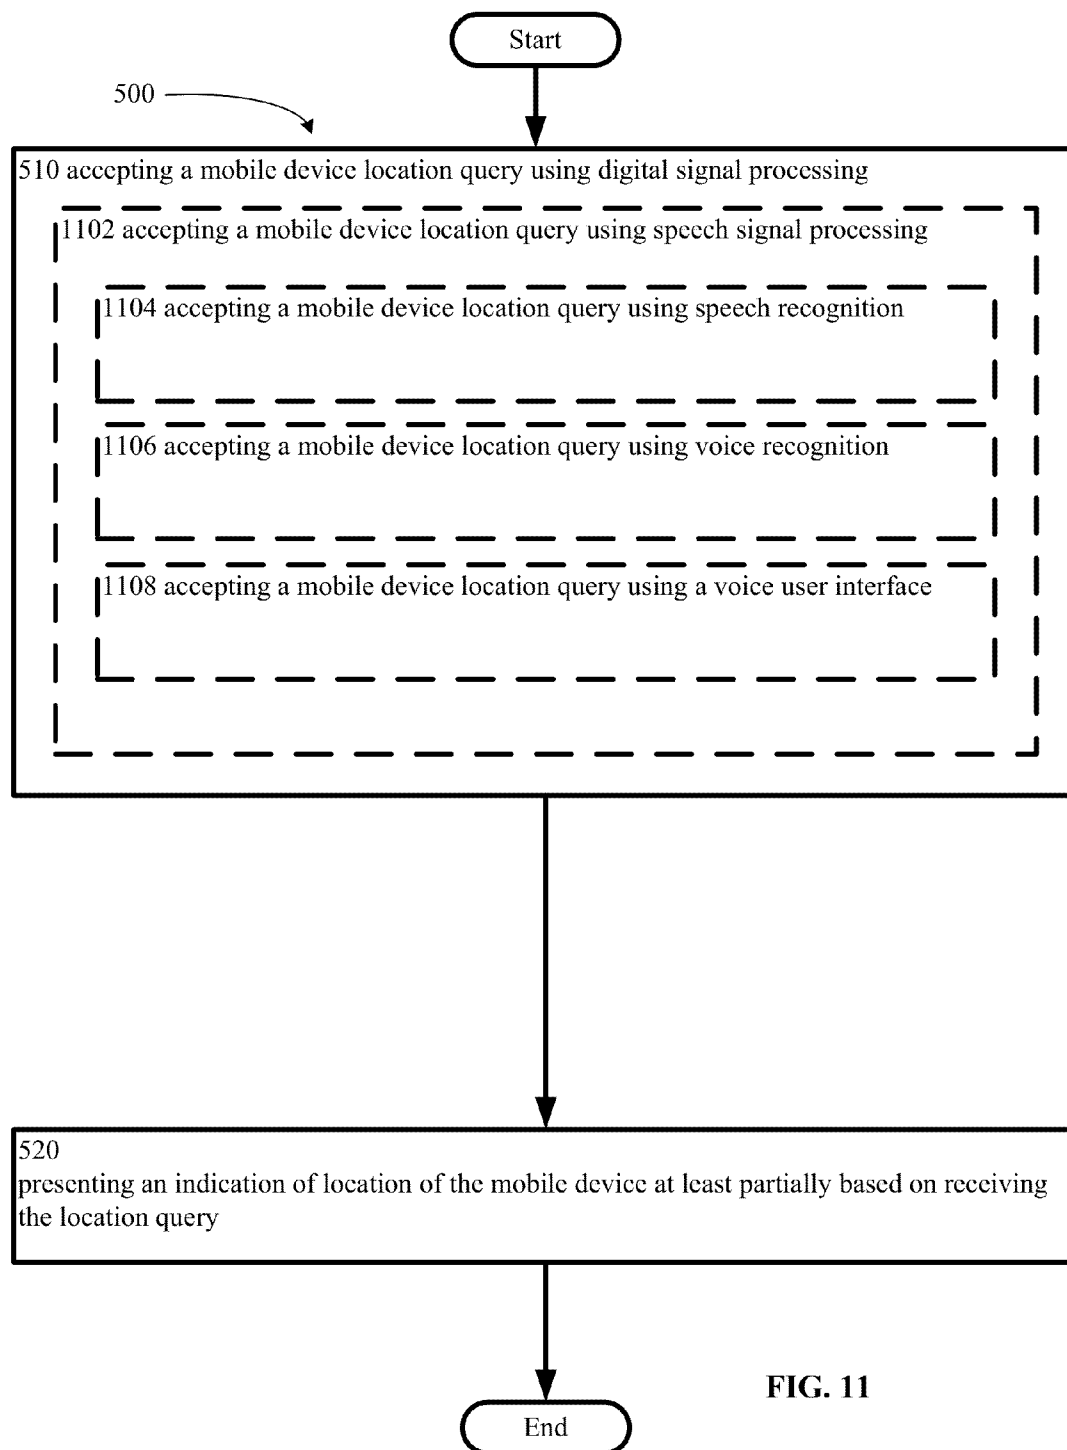 Start
500
510 accepting a mobile device location query using digital signal processing
1102 accepting a mobile device location query using speech signal processing
1104 accepting a mobile device location query using speech recognition
1106 accepting a mobile device location query using voice recognition
1108 accepting a mobile device location query using a voice user interface
520
presenting an indication of location of the mobile device at least partially based on receiving
the location query
FIG. 11
End